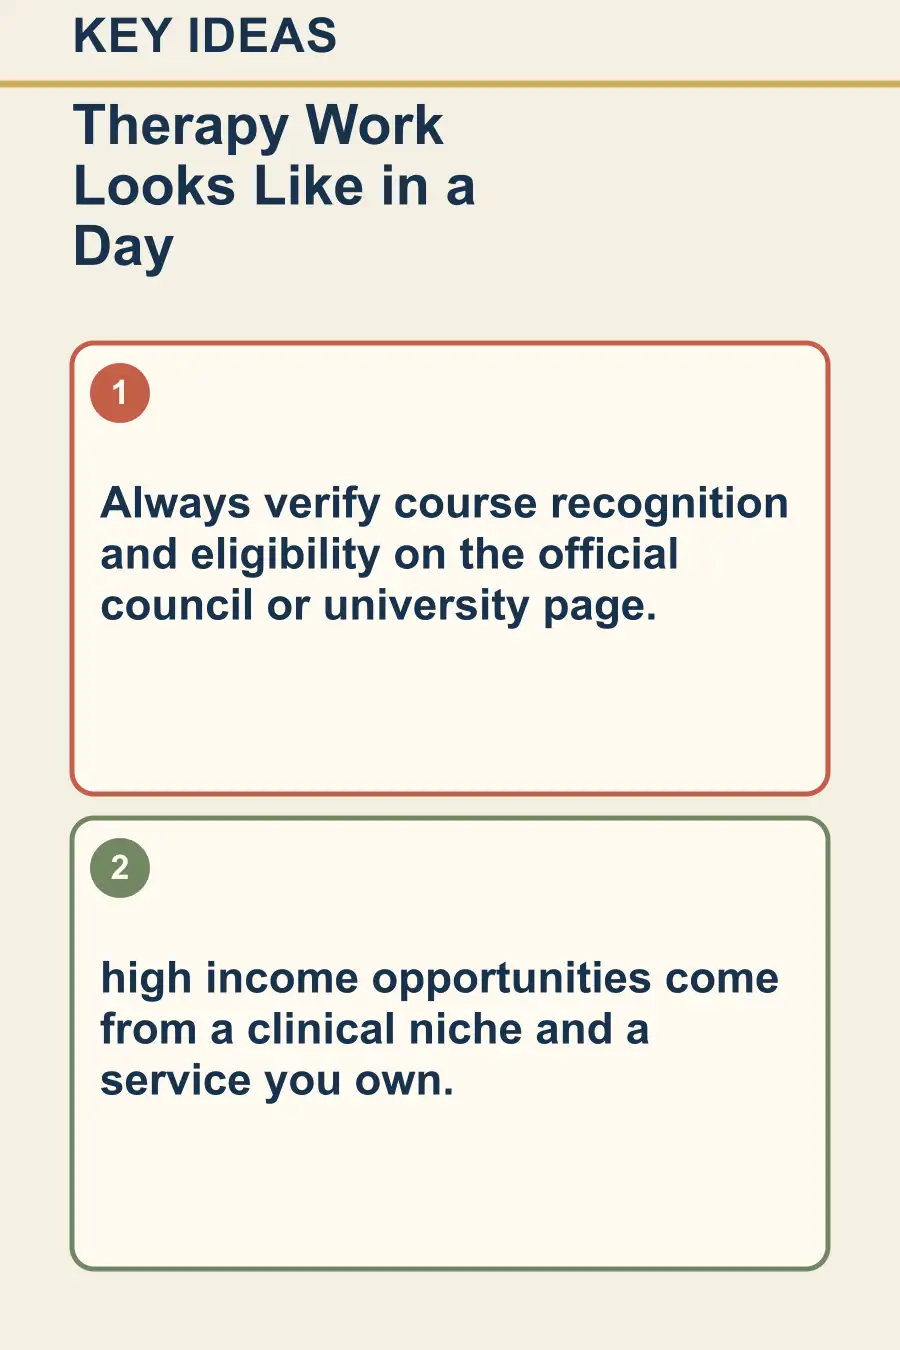 KEY IDEAS
Therapy Work
Looks Like in a
Day
1
Always verify course recognition
and eligibility on the official
council or university page.
2
high income opportunities come
from a clinical niche and a
service you own.